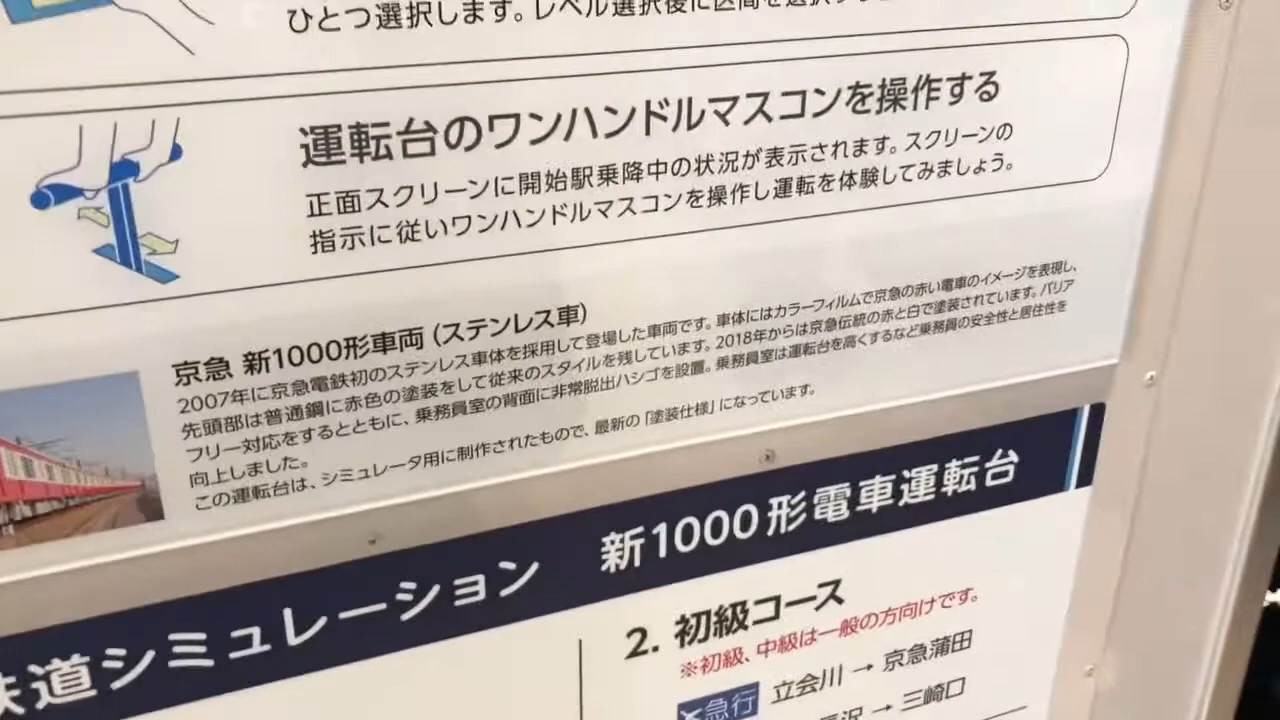 ひとつ選択します。レベル選択後に区間を選択
運転台のワンハンドルマスコンを操作する
正面スクリーンに開始駅乗降中の状況が表示されます。スクリーンの
指示に従いワンハンドルマスコンを操作し運転を体験してみましょう。
京急 新1000形車両(ステンレス車)
2007年に京急電鉄初のステンレス車体を採用して登場した車両です。車体にはカラーフィルムで京急の赤い電車のイメージを表現し、
先頭部は普通鋼に赤色の塗装をして従来のスタイルを残しています。2018年からは京急伝統の赤と白で塗装されています。バリア
フリー対応をするとともに、乗務員室の背面に非常脱出ハシゴを設置。乗務員室は運転台を高くするなど乗務員の安全性と居住性を
向上しました。
この運転台は、シミュレータ用に制作されたもので、最新の「塗装仕様」になっています。
鉄道シミュレーション 新1000形電車運転台
2. 初級コース
※初級、中級は一般の方向けです。
急行 立会川 → 京急蒲田
→ 三崎口